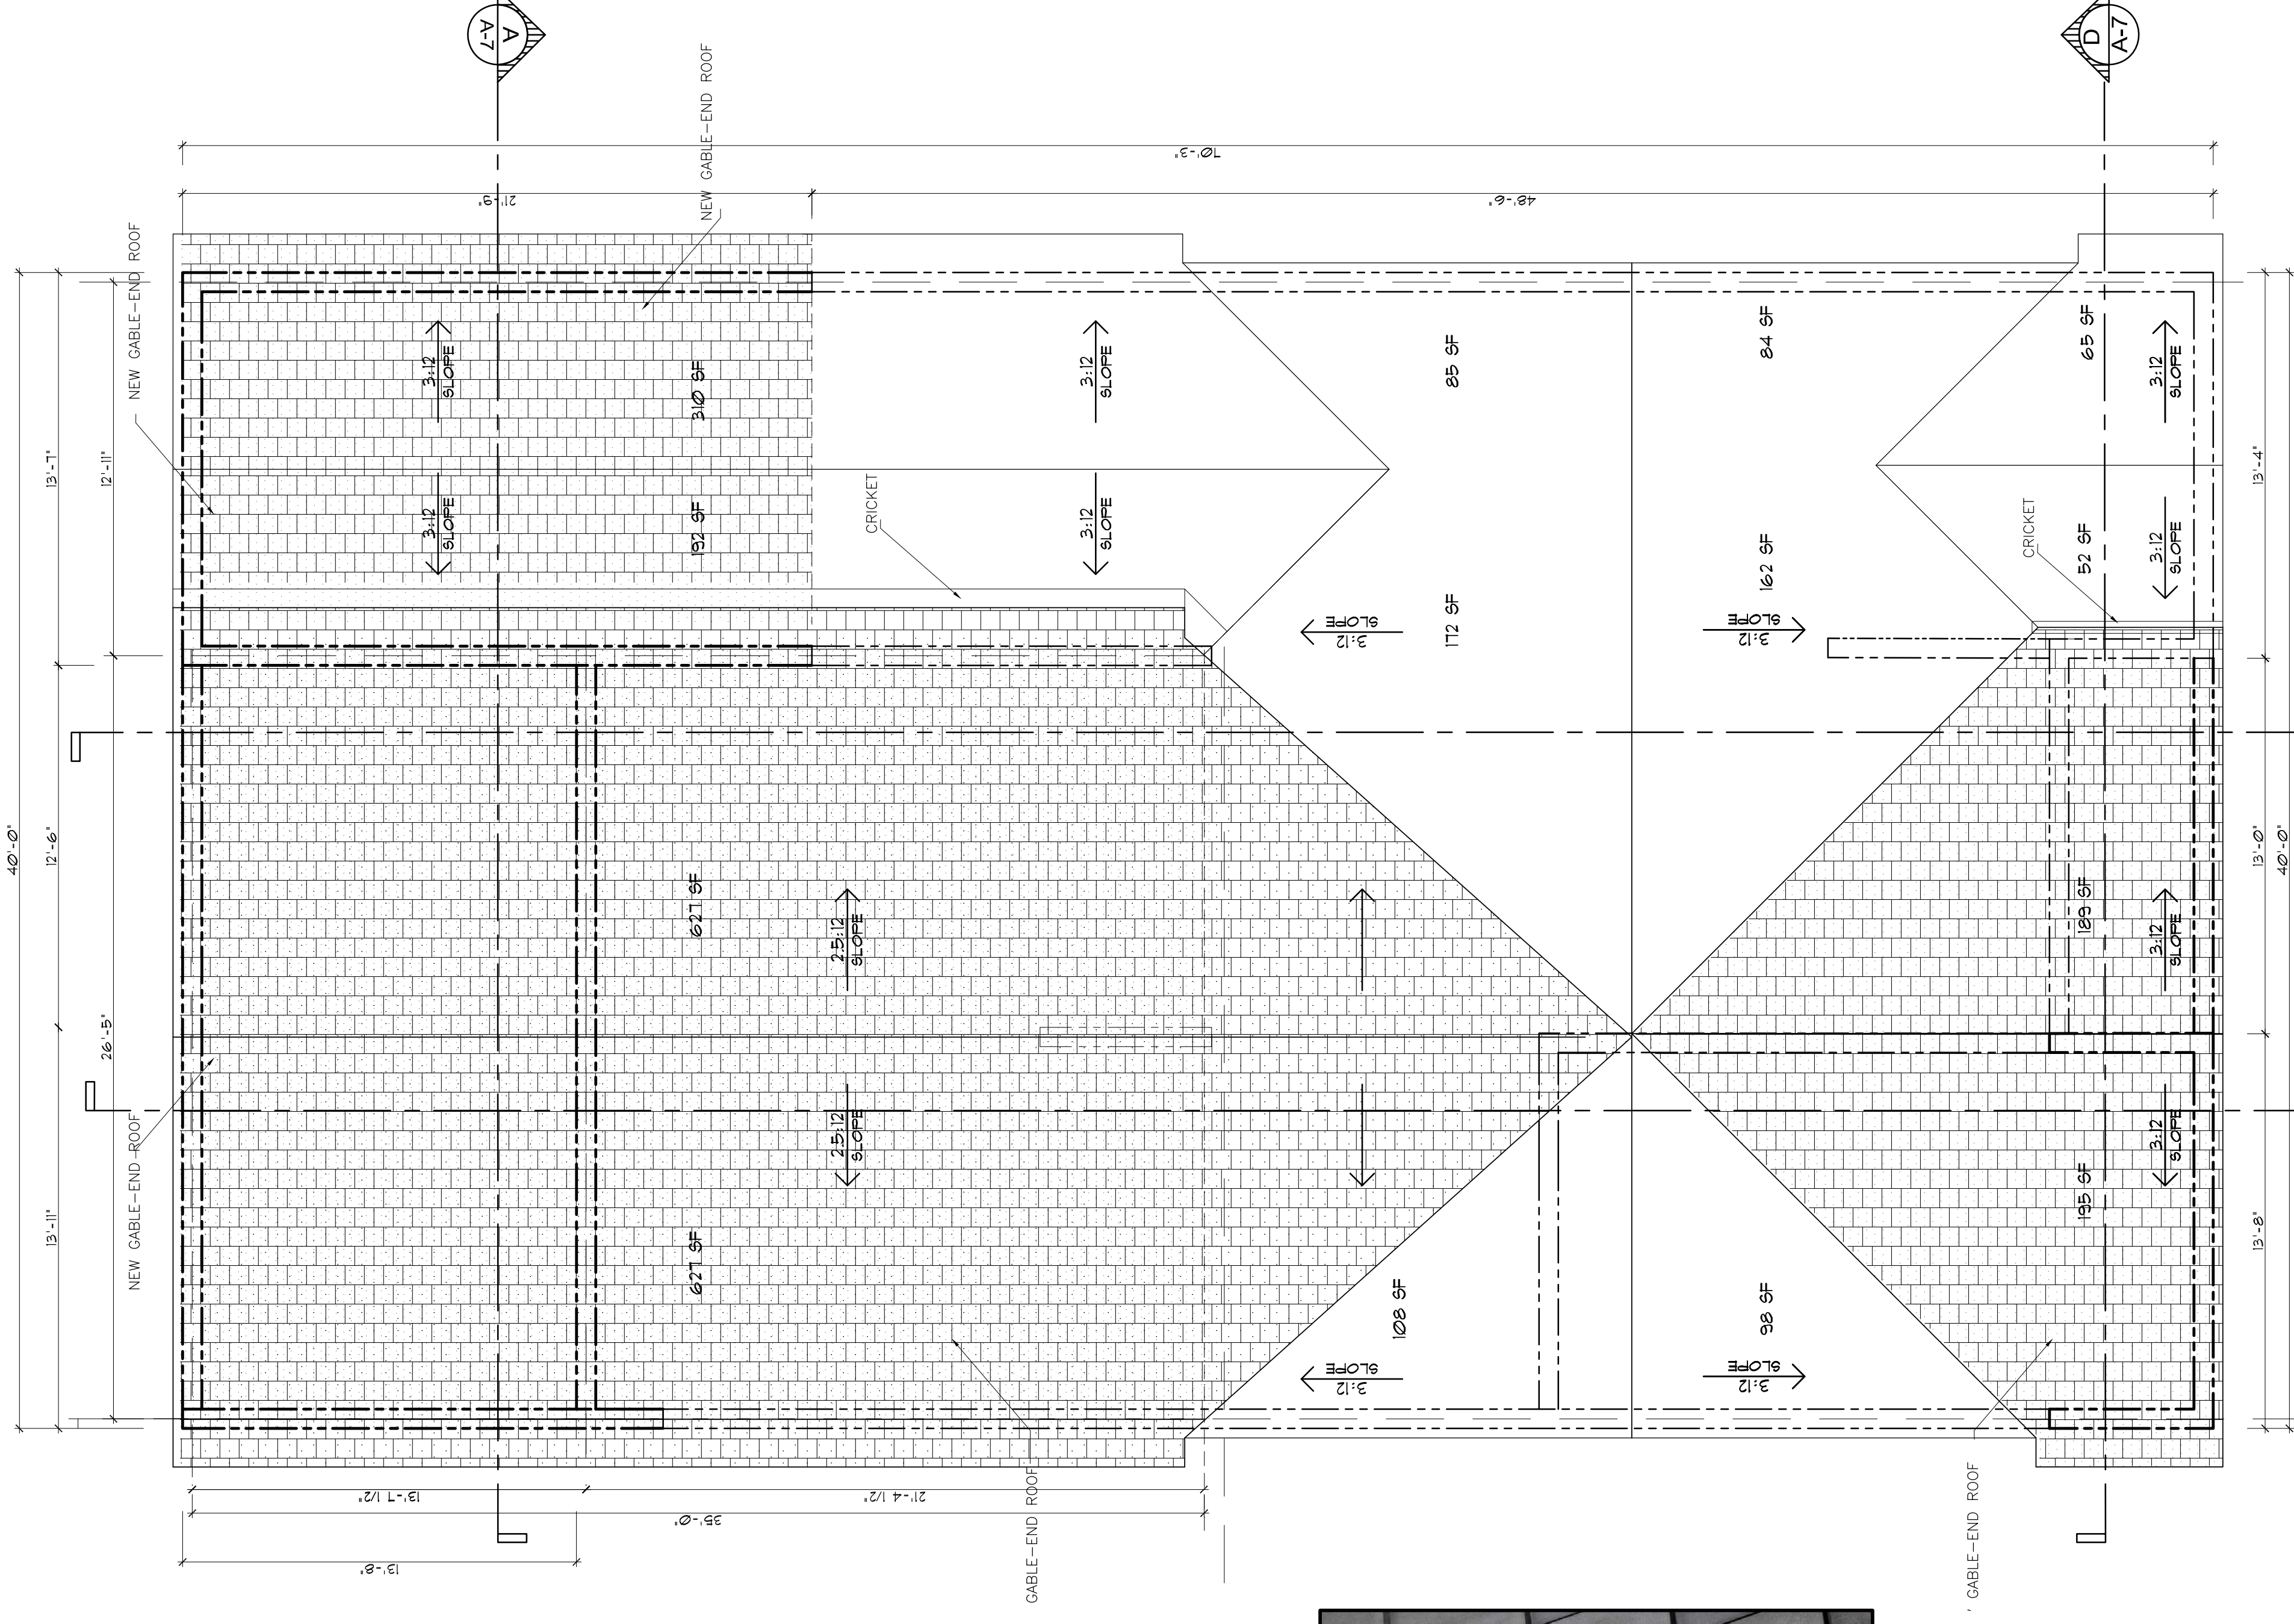 A
A-7
D
A-7
NEW GABLE-END ROOF
NEW GABLE-END ROOF
70'-3"
21'-9"
48'-6"
40'-0"
13'-7"
12'-11"
12'-6"
26'-5"
13'-11"
3:12
SLOPE
310 SF
3:12
SLOPE
192 SF
3:12
SLOPE
3:12
SLOPE
CRICKET
85 SF
84 SF
65 SF
3:12
SLOPE
13'-4"
172 SF
162 SF
52 SF
3:12
SLOPE
CRICKET
3:12
SLOPE
3:12
SLOPE
627 SF
2.5:12
SLOPE
189 SF
3:12
SLOPE
13'-0"
40'-0"
NEW GABLE-END ROOF
627 SF
2.5:12
SLOPE
108 SF
98 SF
3:12
SLOPE
3:12
SLOPE
195 SF
3:12
SLOPE
13'-8"
13'-7 1/2"
21'-4 1/2"
35'-0"
13'-8"
GABLE-END ROOF
GABLE-END ROOF